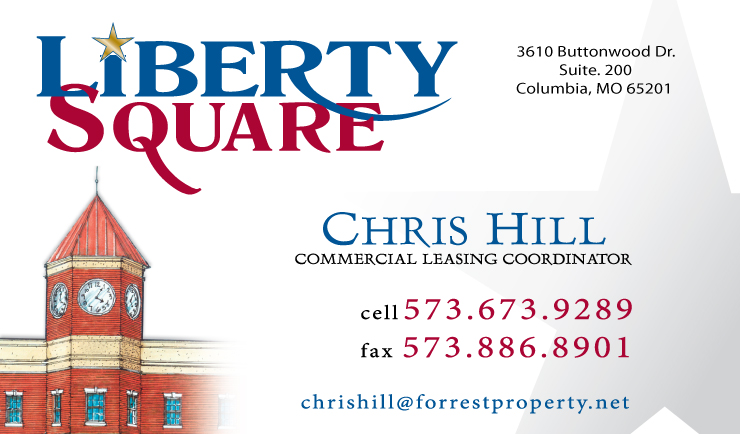 LIBERTY
SQUARE
3610 Buttonwood Dr.
Suite. 200
Columbia, MO 65201
CHRIS HILL
COMMERCIAL LEASING COORDINATOR
cell 573.673.9289
fax 573.886.8901
chrishill@forrestproperty.net